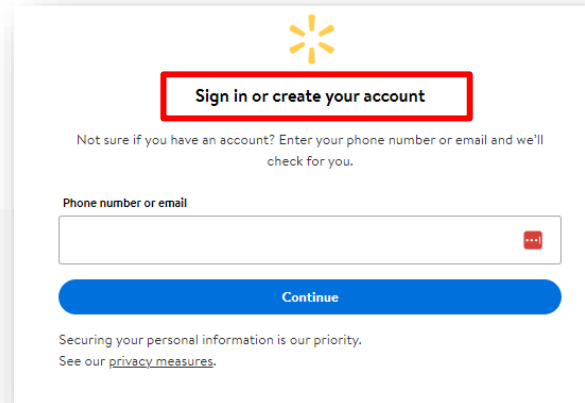 Sign in or create your account
Not sure if you have an account? Enter your phone number or email and we'll
check for you.
Phone number or email
Continue
Securing your personal information is our priority.
See our privacy measures.